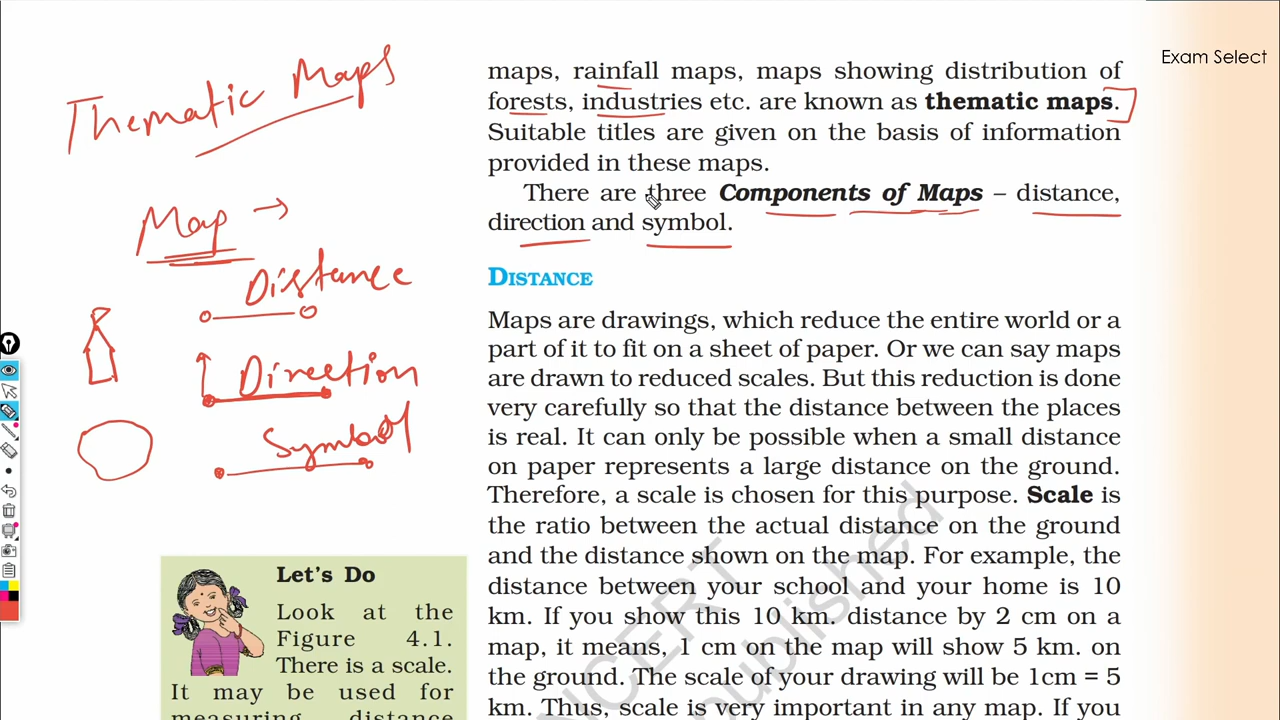 Exam Select
Thematic Maps
Map →
Distance
Direction
Symbol
maps, rainfall maps, maps showing distribution of
forests, industries etc. are known as thematic maps.
Suitable titles are given on the basis of information
provided in these maps.
There are three Components of Maps – distance,
direction and symbol.
DISTANCE
Maps are drawings, which reduce the entire world or a
part of it to fit on a sheet of paper. Or we can say maps
are drawn to reduced scales. But this reduction is done
very carefully so that the distance between the places
is real. It can only be possible when a small distance
on paper represents a large distance on the ground.
Therefore, a scale is chosen for this purpose. Scale is
the ratio between the actual distance on the ground
and the distance shown on the map. For example, the
distance between your school and your home is 10
km. If you show this 10 km. distance by 2 cm on a
map, it means, 1 cm on the map will show 5 km. on
the ground. The scale of your drawing will be 1cm = 5
km. Thus, scale is very important in any map. If you
Let's Do
Look at the
Figure 4.1.
There is a scale.
It may be used for
measuring distance
NCERT
published